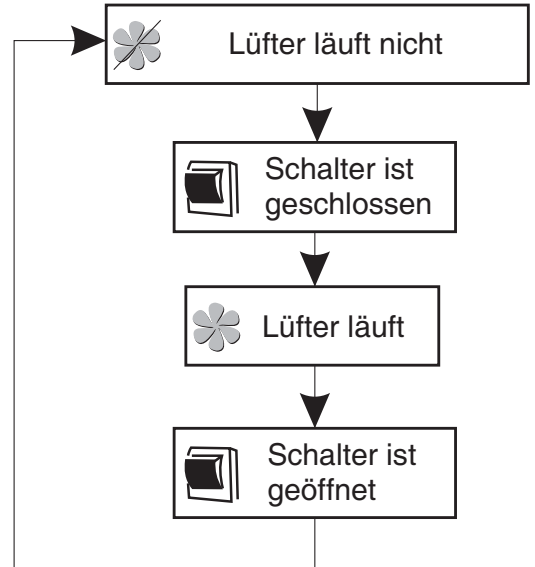 Lüfter läuft nicht
Schalter ist
geschlossen
Lüfter läuft
Schalter ist
geöffnet